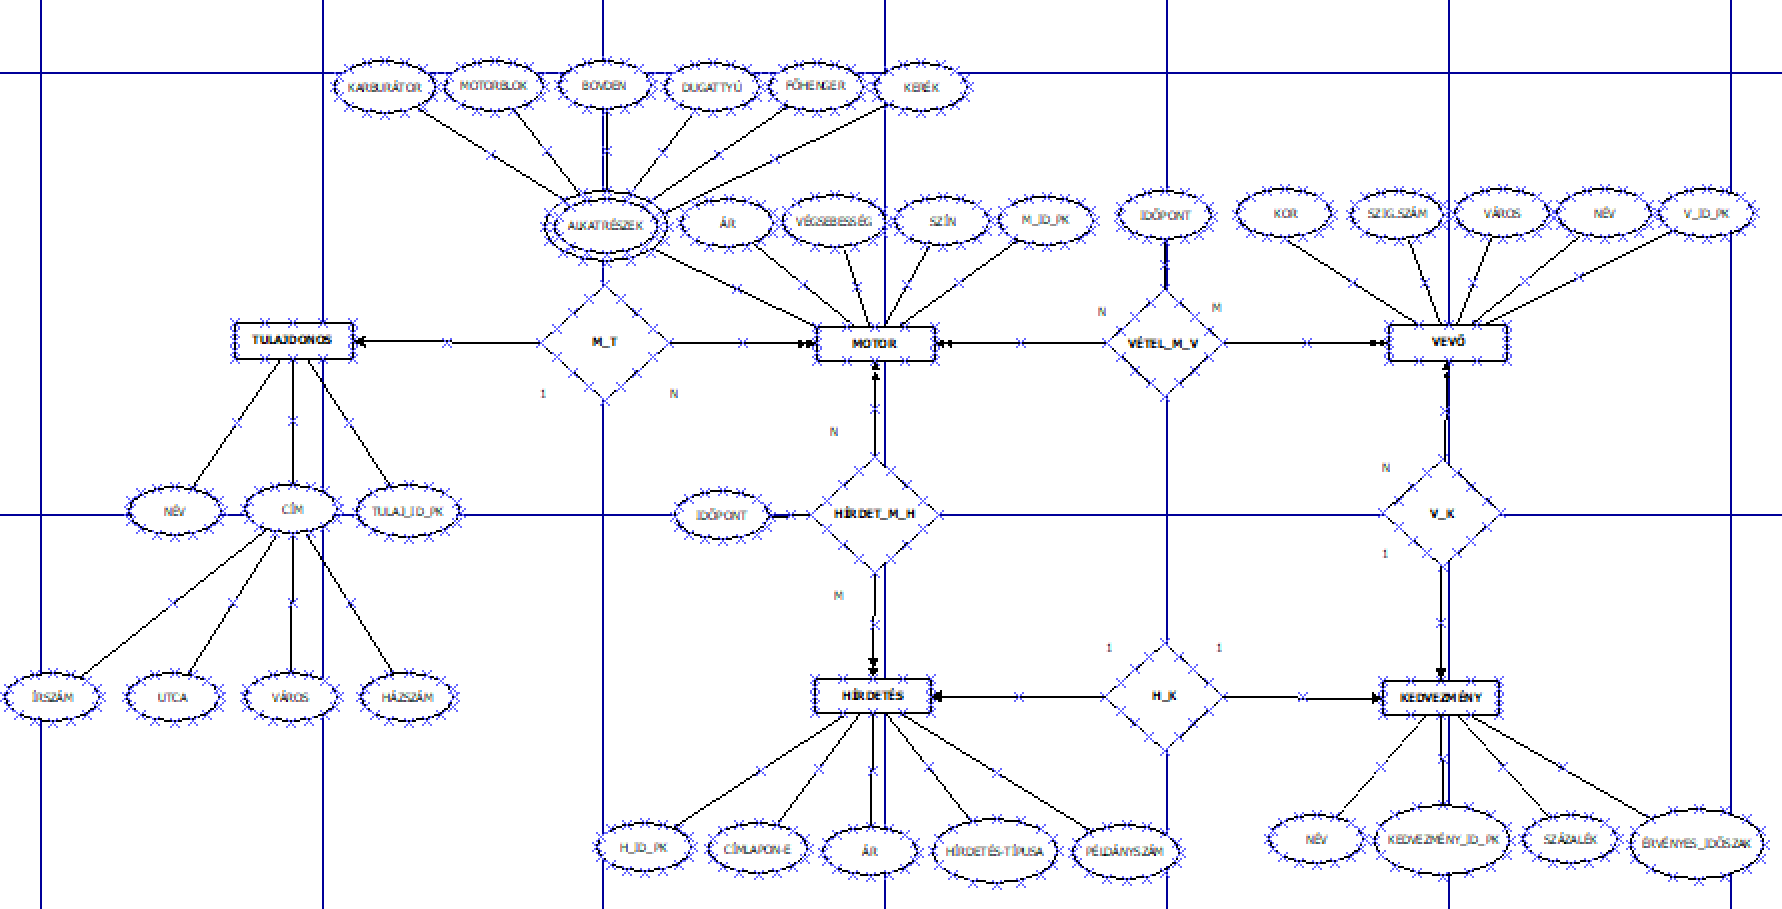 KARBURÁTOR
MOTORBLOK
BOVDEN
DUGATTYÚ
FŐHENGER
KERÉK
ALKATRÉSZEK
ÁR
VÉGSEBESSÉG
SZÍN
M_ID_PK
IDŐPONT
KOR
SZIG.SZÁM
VÁROS
NÉV
V_ID_PK
N
M
TULAJDONOS
M_T
MOTOR
VÉTEL_M_V
VEVŐ
1
N
N
N
NÉV
CÍM
TULAJ_ID_PK
IDŐPONT
HÍRDET_M_H
V_K
1
M
1
1
ÍRSZÁM
UTCA
VÁROS
HÁZSZÁM
HÍRDETÉS
H_K
KEDVEZMÉNY
H_ID_PK
CÍMLAPON-E
ÁR
HÍRDETÉS-TÍPUSA
PÉLDÁNYSZÁM
NÉV
KEDVEZMÉNY_ID_PK
SZÁZALÉK
ÉRVÉNYES_IDŐSZAK